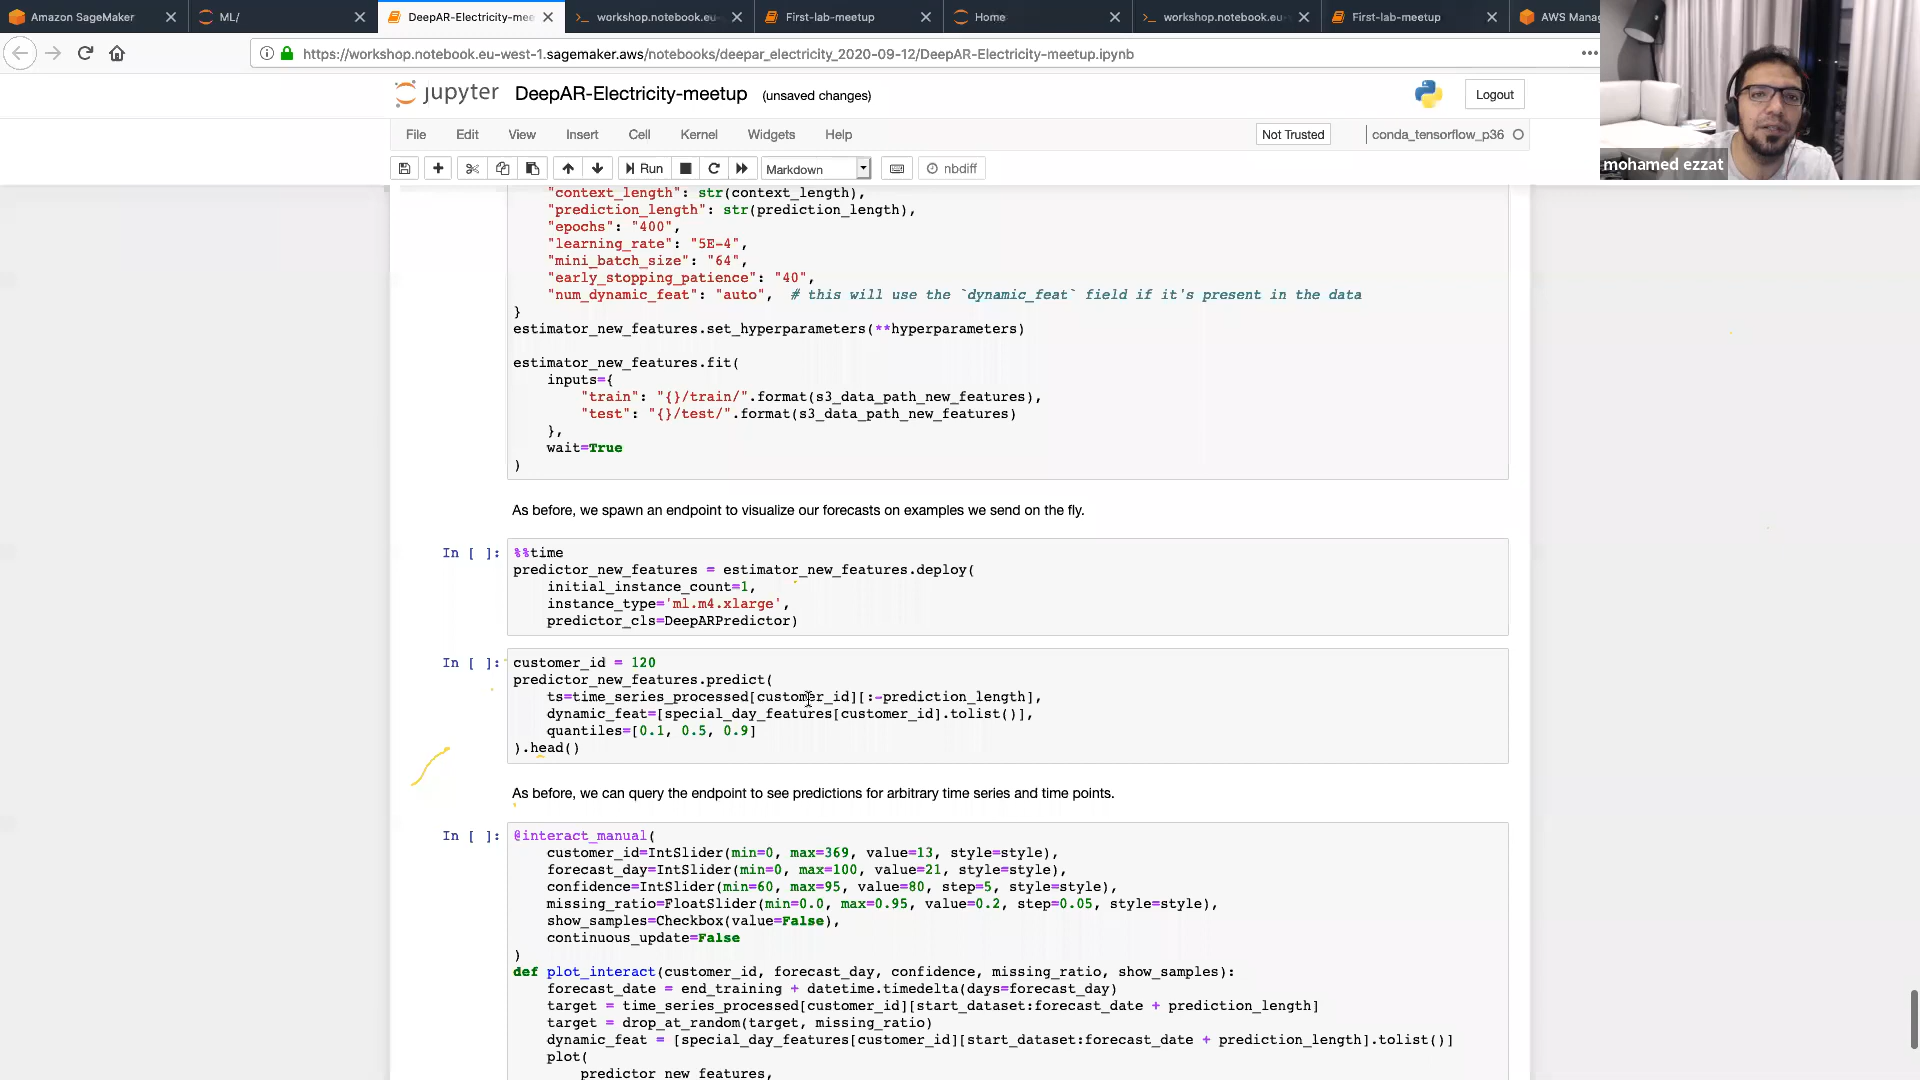 Amazon SageMaker
ML/
DeepAR-Electricity-mee
workshop.notebook.eu-
First-lab-meetup
Home
workshop.notebook.eu-
First-lab-meetup
AWS Mana
https://workshop.notebook.eu-west-1.sagemaker.aws/notebooks/deepar_electricity_2020-09-12/DeepAR-Electricity-meetup.ipynb
jupyter DeepAR-Electricity-meetup (unsaved changes)
Logout
File Edit View Insert Cell Kernel Widgets Help
Not Trusted
conda_tensorflow_p36
Run
Markdown
nbdiff
mohamed ezzat
"context_length": str(context_length),
"prediction_length": str(prediction_length),
"epochs": "400",
"learning_rate": "5E-4",
"mini_batch_size": "64",
"early_stopping_patience": "40",
"num_dynamic_feat": "auto",  # this will use the `dynamic_feat` field if it's present in the data
}
estimator_new_features.set_hyperparameters(**hyperparameters)
estimator_new_features.fit(
inputs={
"train": "{}/train/".format(s3_data_path_new_features),
"test": "{}/test/".format(s3_data_path_new_features)
},
wait=True
)
As before, we spawn an endpoint to visualize our forecasts on examples we send on the fly.
In [ ]: %%time
predictor_new_features = estimator_new_features.deploy(
initial_instance_count=1,
instance_type='ml.m4.xlarge',
predictor_cls=DeepARPredictor)
In [ ]: customer_id = 120
predictor_new_features.predict(
ts=time_series_processed[customer_id][:-prediction_length],
dynamic_feat=[special_day_features[customer_id].tolist()],
quantiles=[0.1, 0.5, 0.9]
).head()
As before, we can query the endpoint to see predictions for arbitrary time series and time points.
In [ ]: @interact_manual(
customer_id=IntSlider(min=0, max=369, value=13, style=style),
forecast_day=IntSlider(min=0, max=100, value=21, style=style),
confidence=IntSlider(min=60, max=95, value=80, step=5, style=style),
missing_ratio=FloatSlider(min=0.0, max=0.95, value=0.2, step=0.05, style=style),
show_samples=Checkbox(value=False),
continuous_update=False
)
def plot_interact(customer_id, forecast_day, confidence, missing_ratio, show_samples):
forecast_date = end_training + datetime.timedelta(days=forecast_day)
target = time_series_processed[customer_id][start_dataset:forecast_date + prediction_length]
target = drop_at_random(target, missing_ratio)
dynamic_feat = [special_day_features[customer_id][start_dataset:forecast_date + prediction_length].tolist()]
plot(
predictor_new_features,